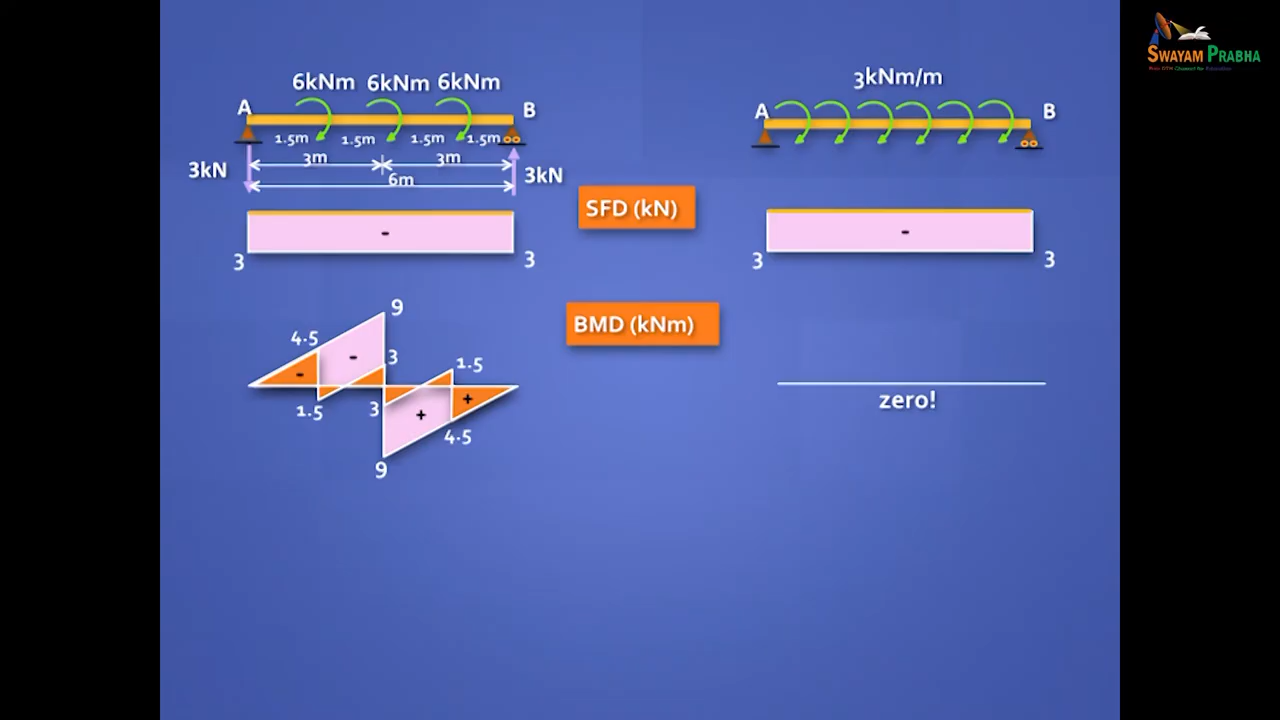 SWAYAM PRABHA
6kNm 6kNm 6kNm
A B
1.5m 1.5m 1.5m 1.5m
3m 3m
6m
3kN 3kN
-
3 3
SFD (kN)
3kNm/m
A B
-
3 3
BMD (kNm)
9
4.5
-
-
3
1.5
1.5
3
+
+
4.5
9
zero!